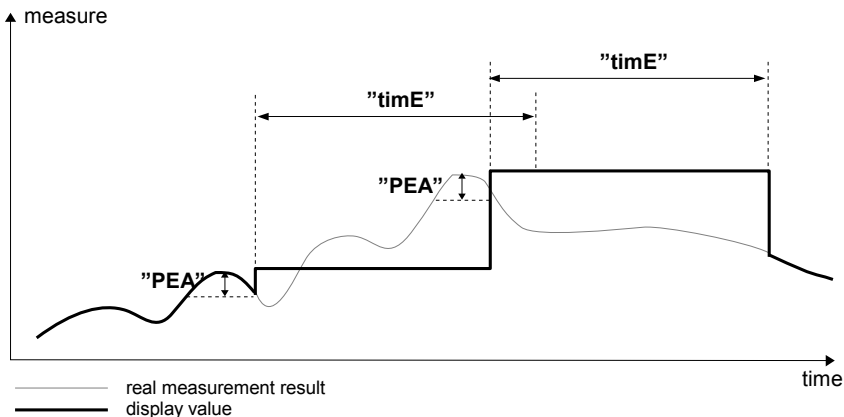 measure
”timE”
”timE”
”PEA”
”PEA”
time
real measurement result
display value